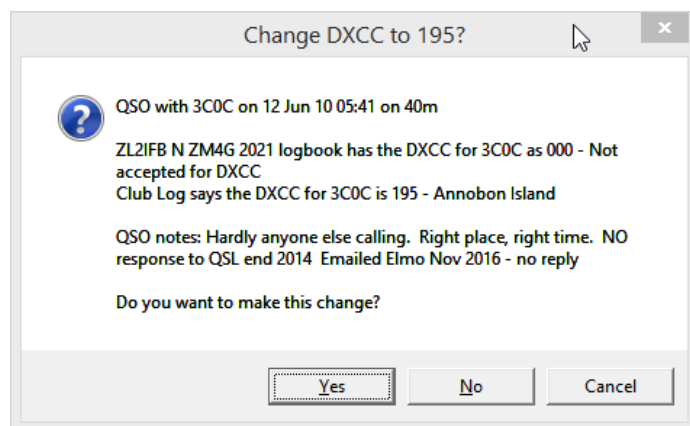 Change DXCC to 195?
QSO with 3C0C on 12 Jun 10 05:41 on 40m
ZL2IFB N ZM4G 2021 logbook has the DXCC for 3C0C as 000 - Not
accepted for DXCC
Club Log says the DXCC for 3C0C is 195 - Annobon Island
QSO notes: Hardly anyone else calling.  Right place, right time.  NO
response to QSL end 2014  Emailed Elmo Nov 2016 - no reply
Do you want to make this change?
Yes No Cancel